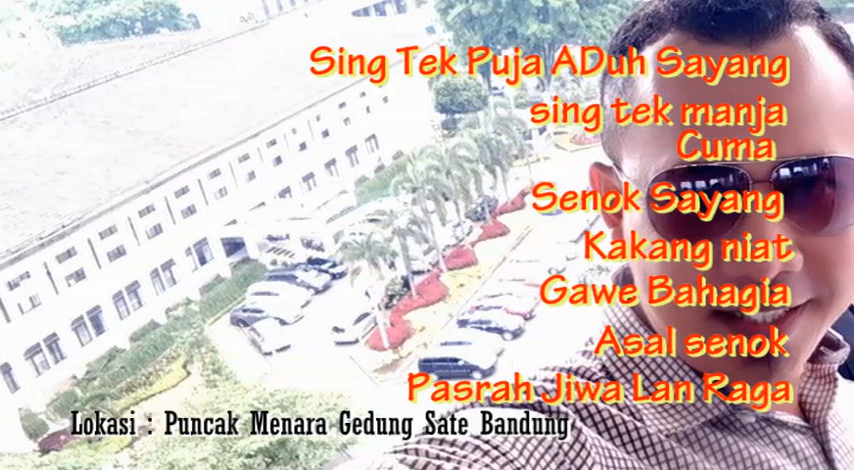 Sing Tek Puja ADuh Sayang
sing tek manja
Cuma
Senok Sayang
Kakang niat
Gawe Bahagia
Asal senok
Pasrah Jiwa Lan Raga
Lokasi : Puncak Menara Gedung Sate Bandung